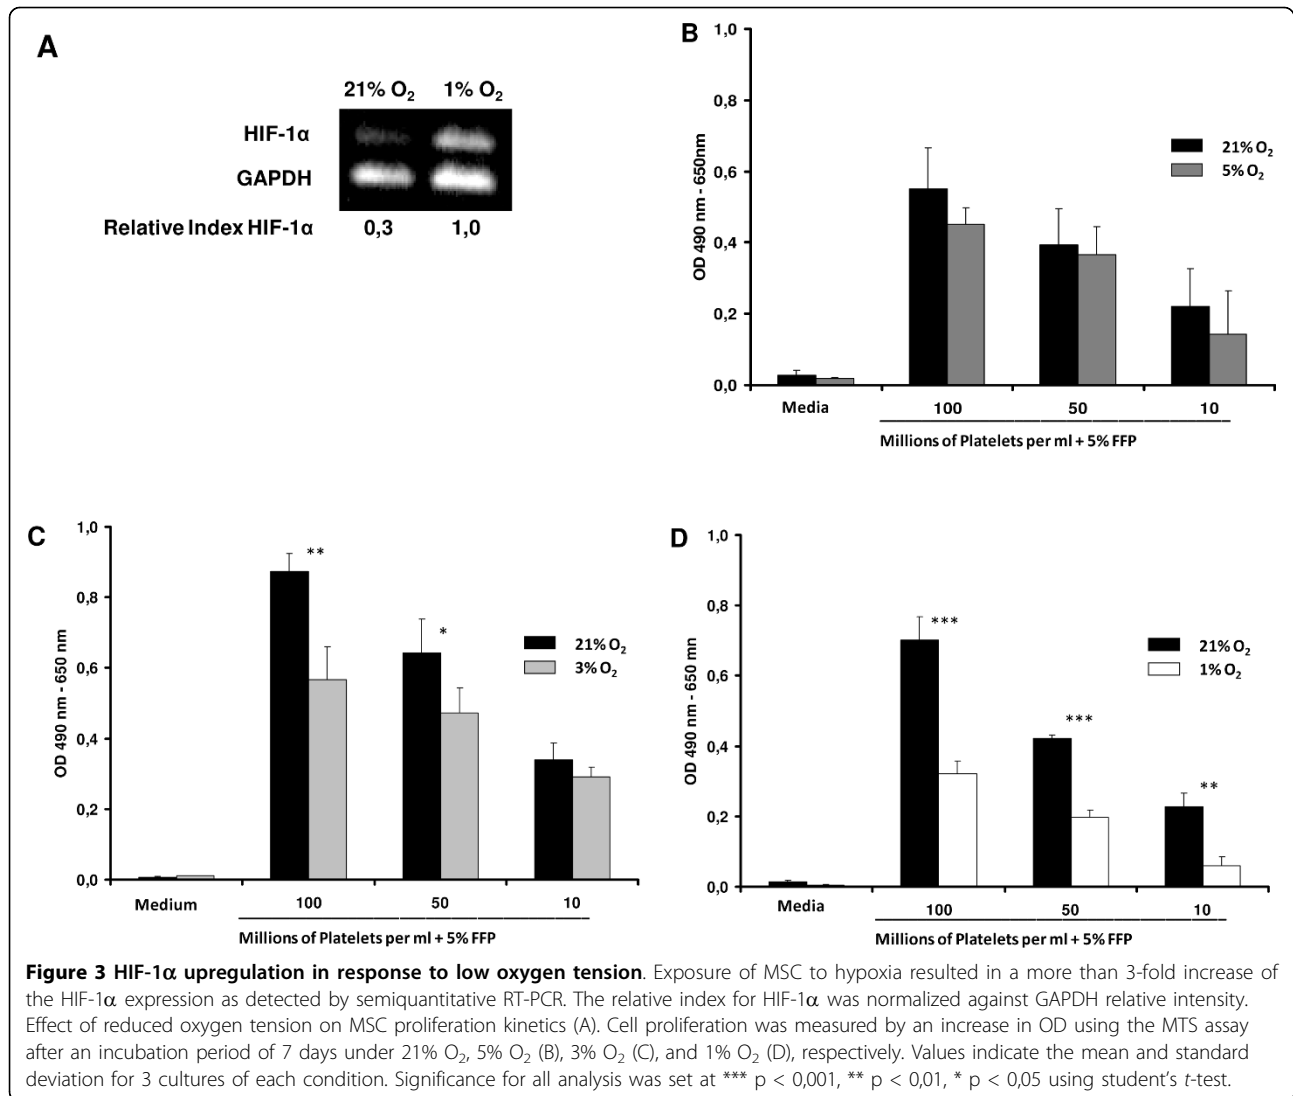 A
21% O₂ 1% O₂
HIF-1α
GAPDH
Relative Index HIF-1α 0,3 1,0
B
1,0
0,8
0,6
0,4
0,2
0,0
OD 490 nm - 650nm
21% O₂
5% O₂
Media 100 50 10
Millions of Platelets per ml + 5% FFP
C
1,0
0,8
0,6
0,4
0,2
0,0
OD 490 nm - 650 nm
**
*
21% O₂
3% O₂
Medium 100 50 10
Millions of Platelets per ml + 5% FFP
D
1,0
0,8
0,6
0,4
0,2
0,0
OD 490 nm - 650 mn
***
***
**
21% O₂
1% O₂
Media 100 50 10
Millions of Platelets per ml + 5% FFP
Figure 3 HIF-1α upregulation in response to low oxygen tension. Exposure of MSC to hypoxia resulted in a more than 3-fold increase of
the HIF-1α expression as detected by semiquantitative RT-PCR. The relative index for HIF-1α was normalized against GAPDH relative intensity.
Effect of reduced oxygen tension on MSC proliferation kinetics (A). Cell proliferation was measured by an increase in OD using the MTS assay
after an incubation period of 7 days under 21% O₂, 5% O₂ (B), 3% O₂ (C), and 1% O₂ (D), respectively. Values indicate the mean and standard
deviation for 3 cultures of each condition. Significance for all analysis was set at *** p < 0,001, ** p < 0,01, * p < 0,05 using student's t-test.